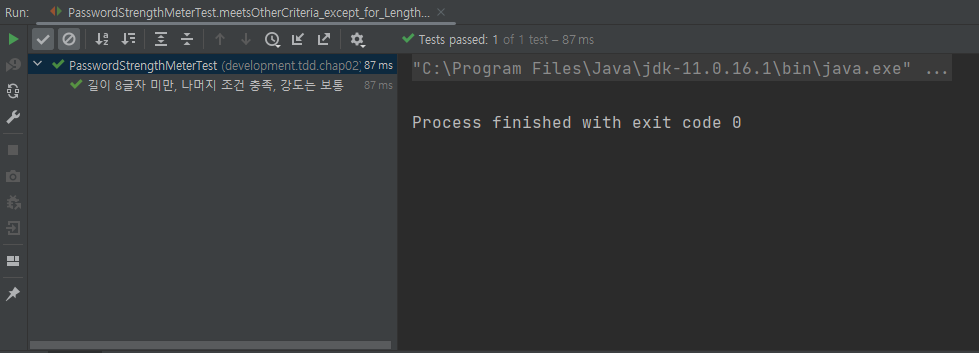 Run: PasswordStrengthMeterTest.meetsOtherCriteria_except_for_Length...
Tests passed: 1 of 1 test – 87 ms
PasswordStrengthMeterTest (development.tdd.chap02) 87 ms
길이 8글자 미만, 나머지 조건 충족, 강도는 보통 87 ms
"C:\Program Files\Java\jdk-11.0.16.1\bin\java.exe" ...
Process finished with exit code 0